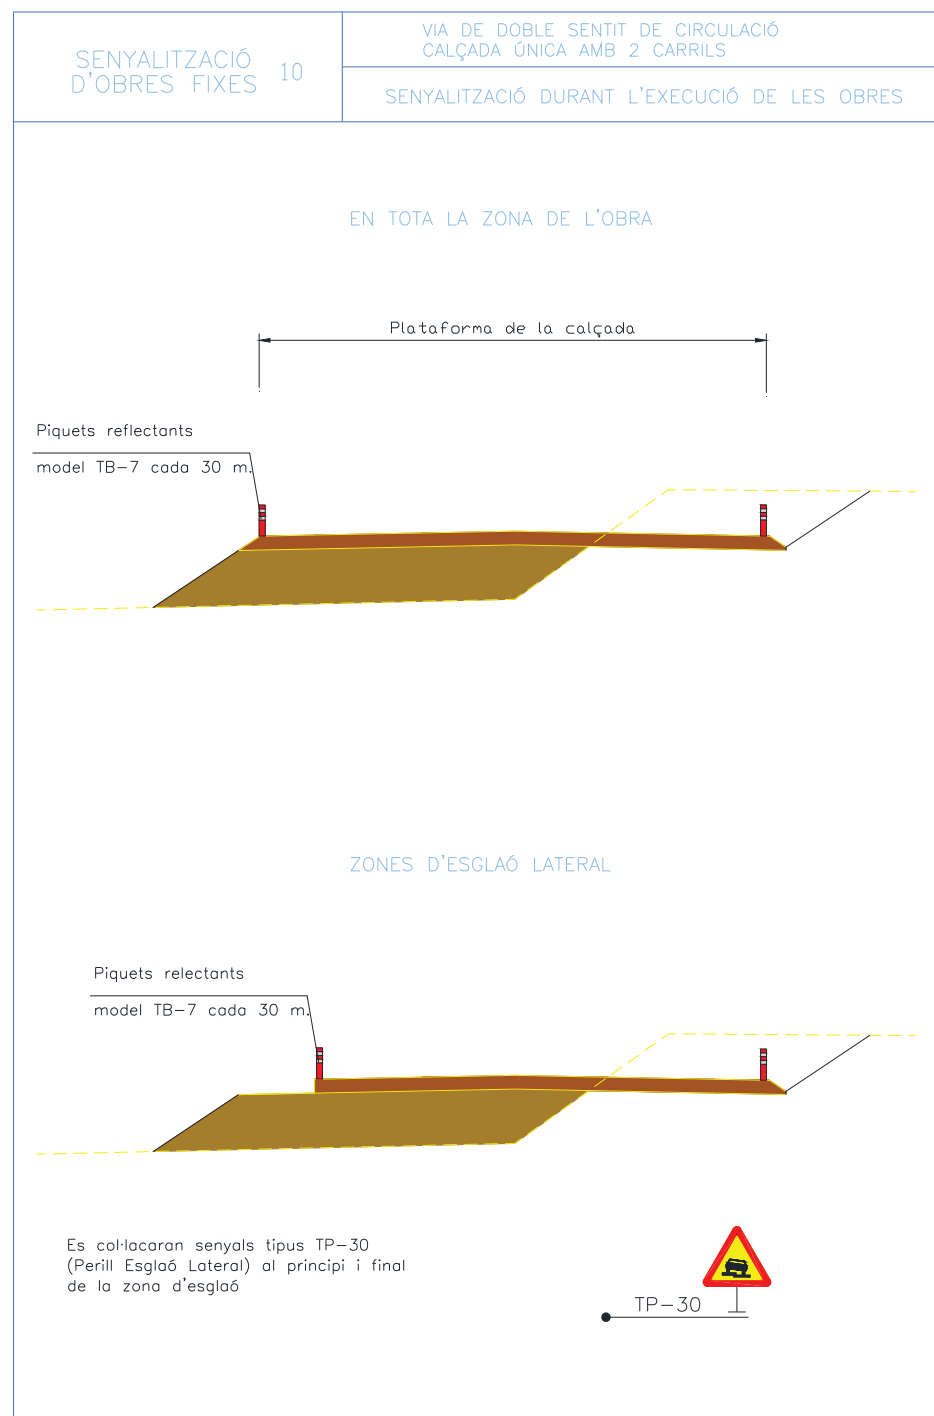 SENYALITZACIÓ
D'OBRES FIXES
10
VIA DE DOBLE SENTIT DE CIRCULACIÓ
CALÇADA ÚNICA AMB 2 CARRILS
SENYALITZACIÓ DURANT L'EXECUCIÓ DE LES OBRES
EN TOTA LA ZONA DE L'OBRA
Plataforma de la calçada
Piquets reflectants
model TB-7 cada 30 m.
ZONES D'ESGLAÓ LATERAL
Piquets relectants
model TB-7 cada 30 m.
Es col·lacaran senyals tipus TP-30
(Perill Esglaó Lateral) al principi i final
de la zona d'esglaó
TP-30